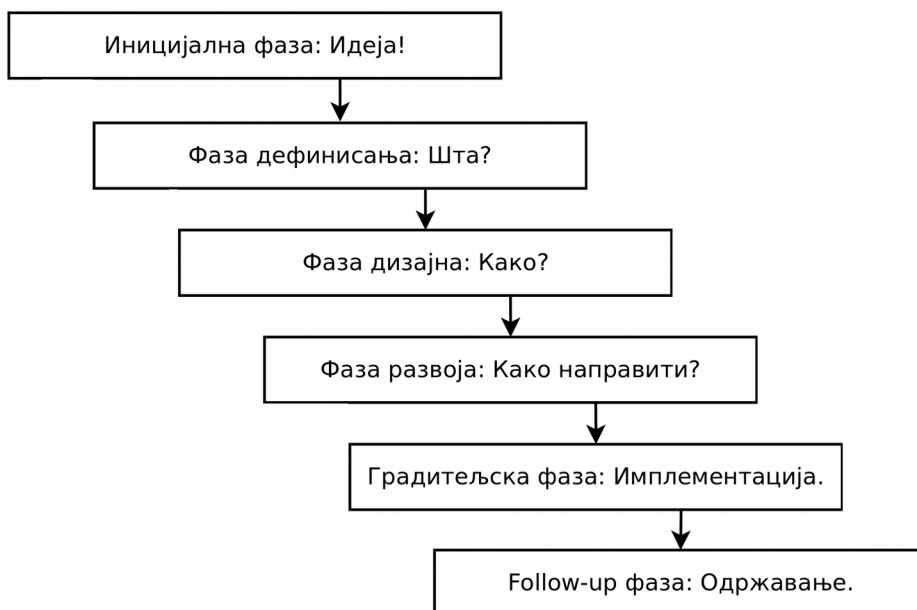 Иницијална фаза: Идеја!
Фаза дефинисања: Шта?
Фаза дизајна: Како?
Фаза развоја: Како направити?
Градитељска фаза: Имплементација.
Follow-up фаза: Одржавање.